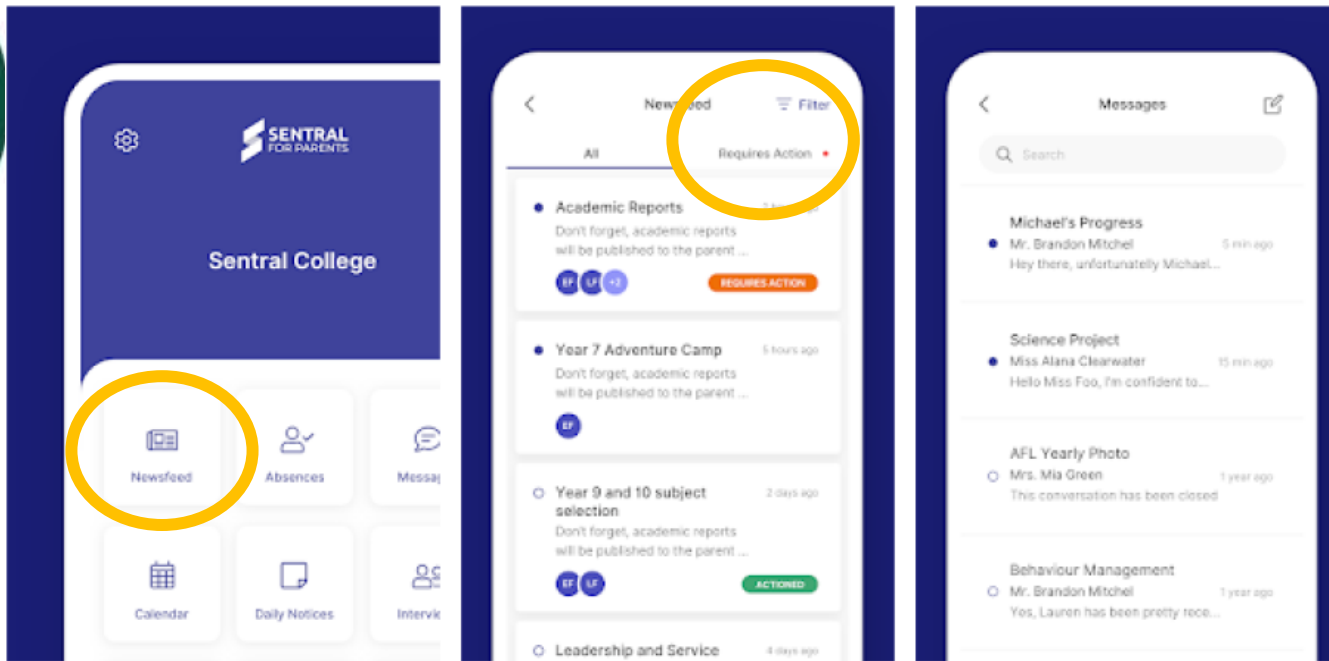 SENTRAL
FOR PARENTS
Sentral College
Newsfeed
Absences
Messag
Calendar
Daily Notices
Intervie
Newsfeed
Filter
All
Requires Action
Academic Reports
ago
Don't forget, academic reports
will be published to the parent ...
EF LF +2
REQUIRES ACTION
Year 7 Adventure Camp
5 hours ago
Don't forget, academic reports
will be published to the parent ...
EF
Year 9 and 10 subject
selection
2 days ago
Don't forget, academic reports
will be published to the parent ...
EF LF
ACTIONED
Leadership and Service
4 days ago
Messages
Search
Michael's Progress
Mr. Brandon Mitchel
5 min ago
Hey there, unfortunatelly Michael...
Science Project
Miss Alana Clearwater
15 min ago
Hello Miss Foo, I'm confident to...
AFL Yearly Photo
Mrs. Mia Green
1 year ago
This conversation has been closed
Behaviour Management
Mr. Brandon Mitchel
1 year ago
Yes, Lauren has been pretty rece...